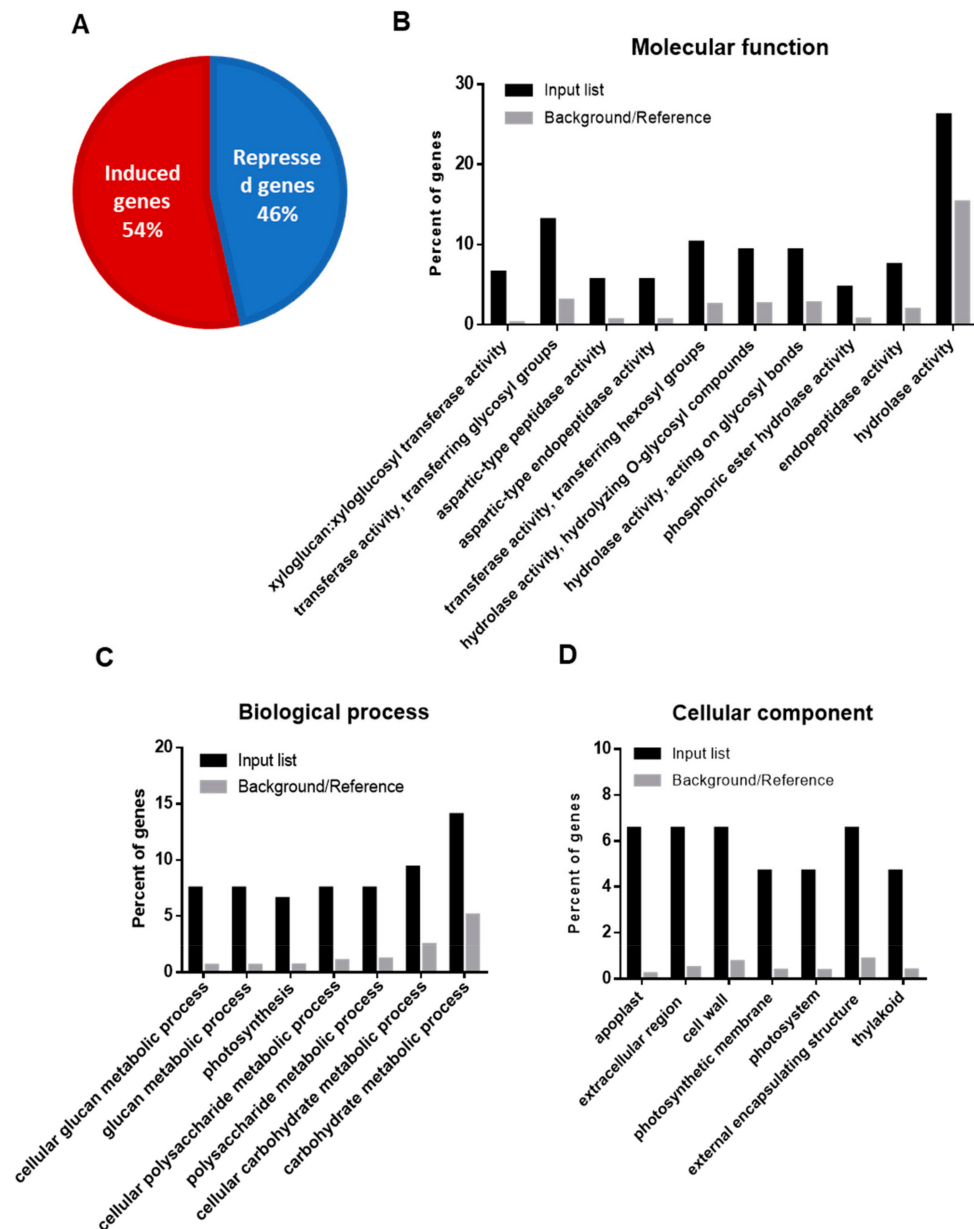 A
Induced
genes
54%
Represse
d genes
46%
B
Molecular function
Percent of genes
30
20
10
0
Input list
Background/Reference
xyloglucan:xyloglucosyl transferase activity
transferase activity, transferring glycosyl groups
aspartic-type peptidase activity
aspartic-type endopeptidase activity
transferase activity, transferring hexosyl groups
hydrolase activity, hydrolyzing O-glycosyl compounds
hydrolase activity, acting on glycosyl bonds
phosphoric ester hydrolase activity
endopeptidase activity
hydrolase activity
C
Biological process
Percent of genes
20
15
10
5
0
Input list
Background/Reference
cellular glucan metabolic process
glucan metabolic process
photosynthesis
cellular polysaccharide metabolic process
polysaccharide metabolic process
cellular carbohydrate metabolic process
carbohydrate metabolic process
D
Cellular component
Percent of genes
10
8
6
4
2
0
Input list
Background/Reference
apoplast
extracellular region
cell wall
photosynthetic membrane
photosystem
external encapsulating structure
thylakoid